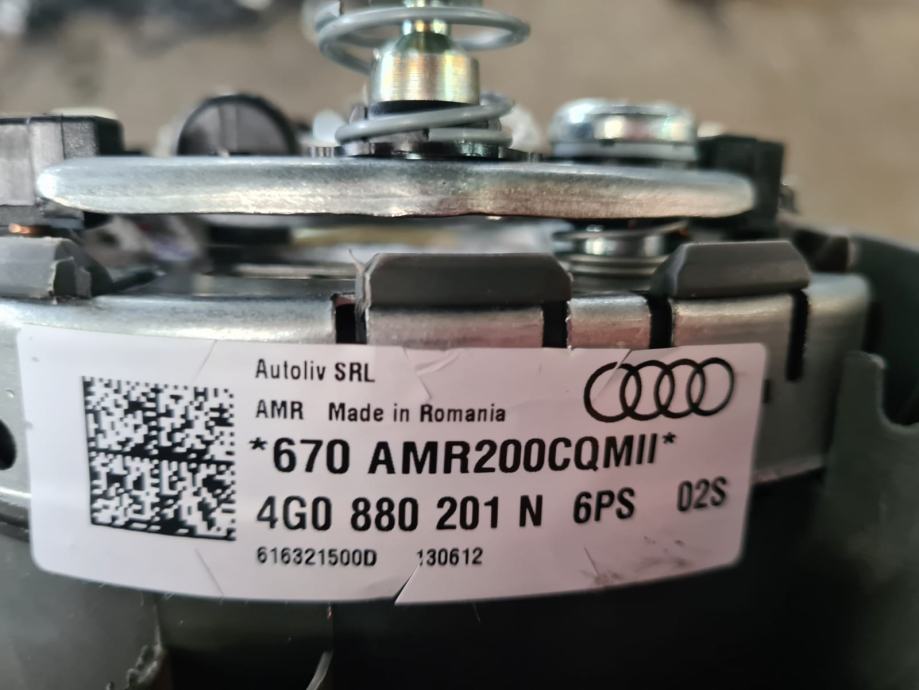 Autoliv SRL
AMR Made in Romania
*670 AMR200CQMII*
4G0 880 201 N 6PS 02S
616321500D 130612